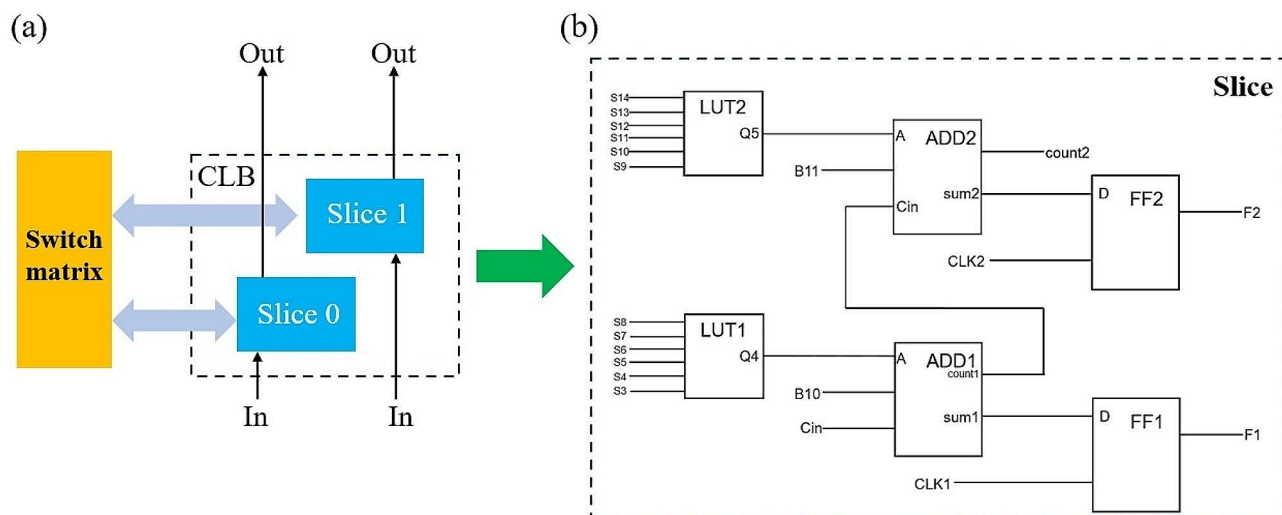 (a)
Out
Out
CLB
Switch
matrix
Slice 1
Slice 0
In
In
(b)
Slice
S14
S13
S12
S11
S10
S9
LUT2
Q5
A
ADD2
B11
Cin
count2
sum2
D
FF2
F2
CLK2
S8
S7
S6
S5
S4
S3
LUT1
Q4
A
ADD1
count1
B10
Cin
sum1
D
FF1
F1
CLK1